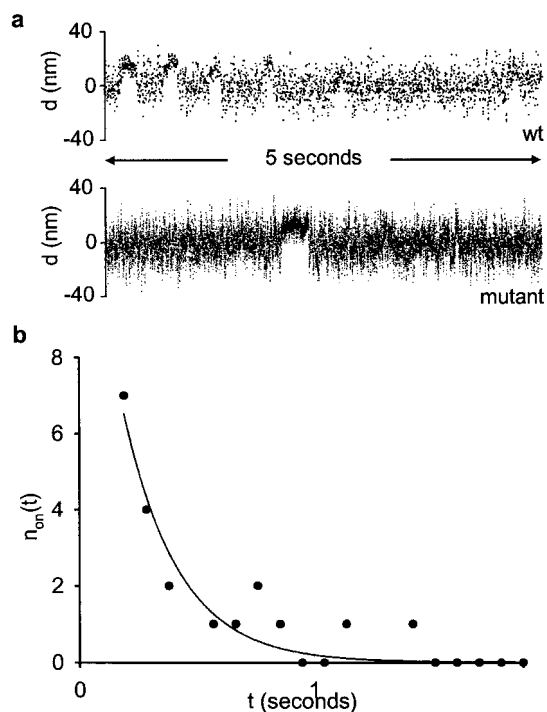 a
40
0
-40
d (nm)
wt
5 seconds
40
0
-40
d (nm)
mutant
b
8
6
4
2
0
n_on(t)
0
1
t (seconds)